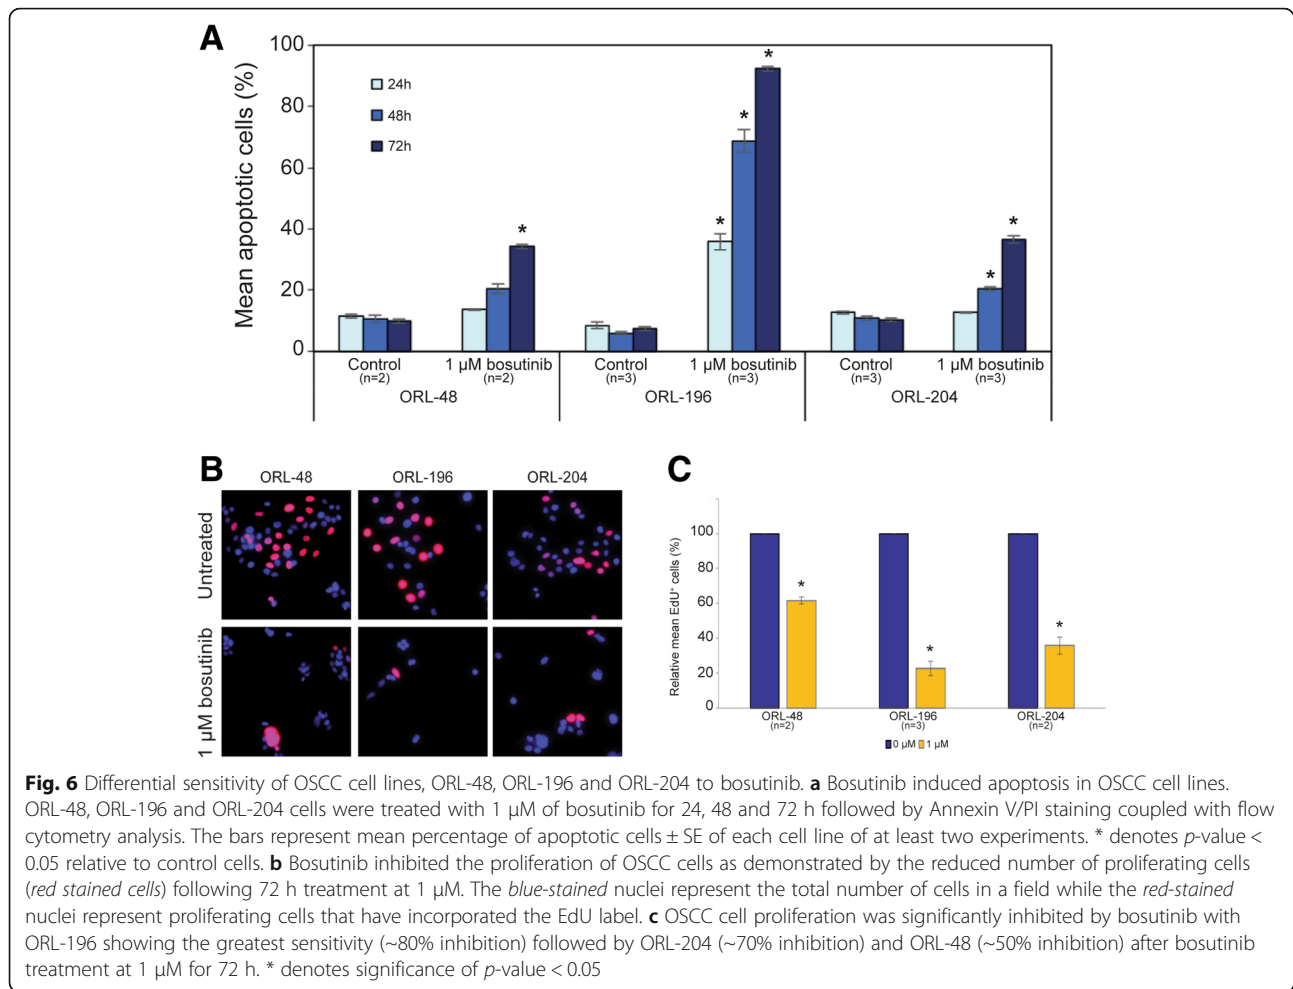 A
Mean apoptotic cells (%)
100
80
60
40
20
0
24h
48h
72h
* * * * * *
Control 1 µM bosutinib Control 1 µM bosutinib Control 1 µM bosutinib
(n=2) (n=2) (n=3) (n=3) (n=3) (n=3)
ORL-48 ORL-196 ORL-204
B
ORL-48 ORL-196 ORL-204
Untreated
1 µM bosutinib
C
Relative mean EdU⁺ cells (%)
100
80
60
40
20
0
* * *
ORL-48 ORL-196 ORL-204
(n=2) (n=3) (n=2)
0 µM 1 µM
Fig. 6 Differential sensitivity of OSCC cell lines, ORL-48, ORL-196 and ORL-204 to bosutinib. a Bosutinib induced apoptosis in OSCC cell lines.
ORL-48, ORL-196 and ORL-204 cells were treated with 1 µM of bosutinib for 24, 48 and 72 h followed by Annexin V/PI staining coupled with flow
cytometry analysis. The bars represent mean percentage of apoptotic cells ± SE of each cell line of at least two experiments. * denotes p-value <
0.05 relative to control cells. b Bosutinib inhibited the proliferation of OSCC cells as demonstrated by the reduced number of proliferating cells
(red stained cells) following 72 h treatment at 1 µM. The blue-stained nuclei represent the total number of cells in a field while the red-stained
nuclei represent proliferating cells that have incorporated the EdU label. c OSCC cell proliferation was significantly inhibited by bosutinib with
ORL-196 showing the greatest sensitivity (~80% inhibition) followed by ORL-204 (~70% inhibition) and ORL-48 (~50% inhibition) after bosutinib
treatment at 1 µM for 72 h. * denotes significance of p-value < 0.05